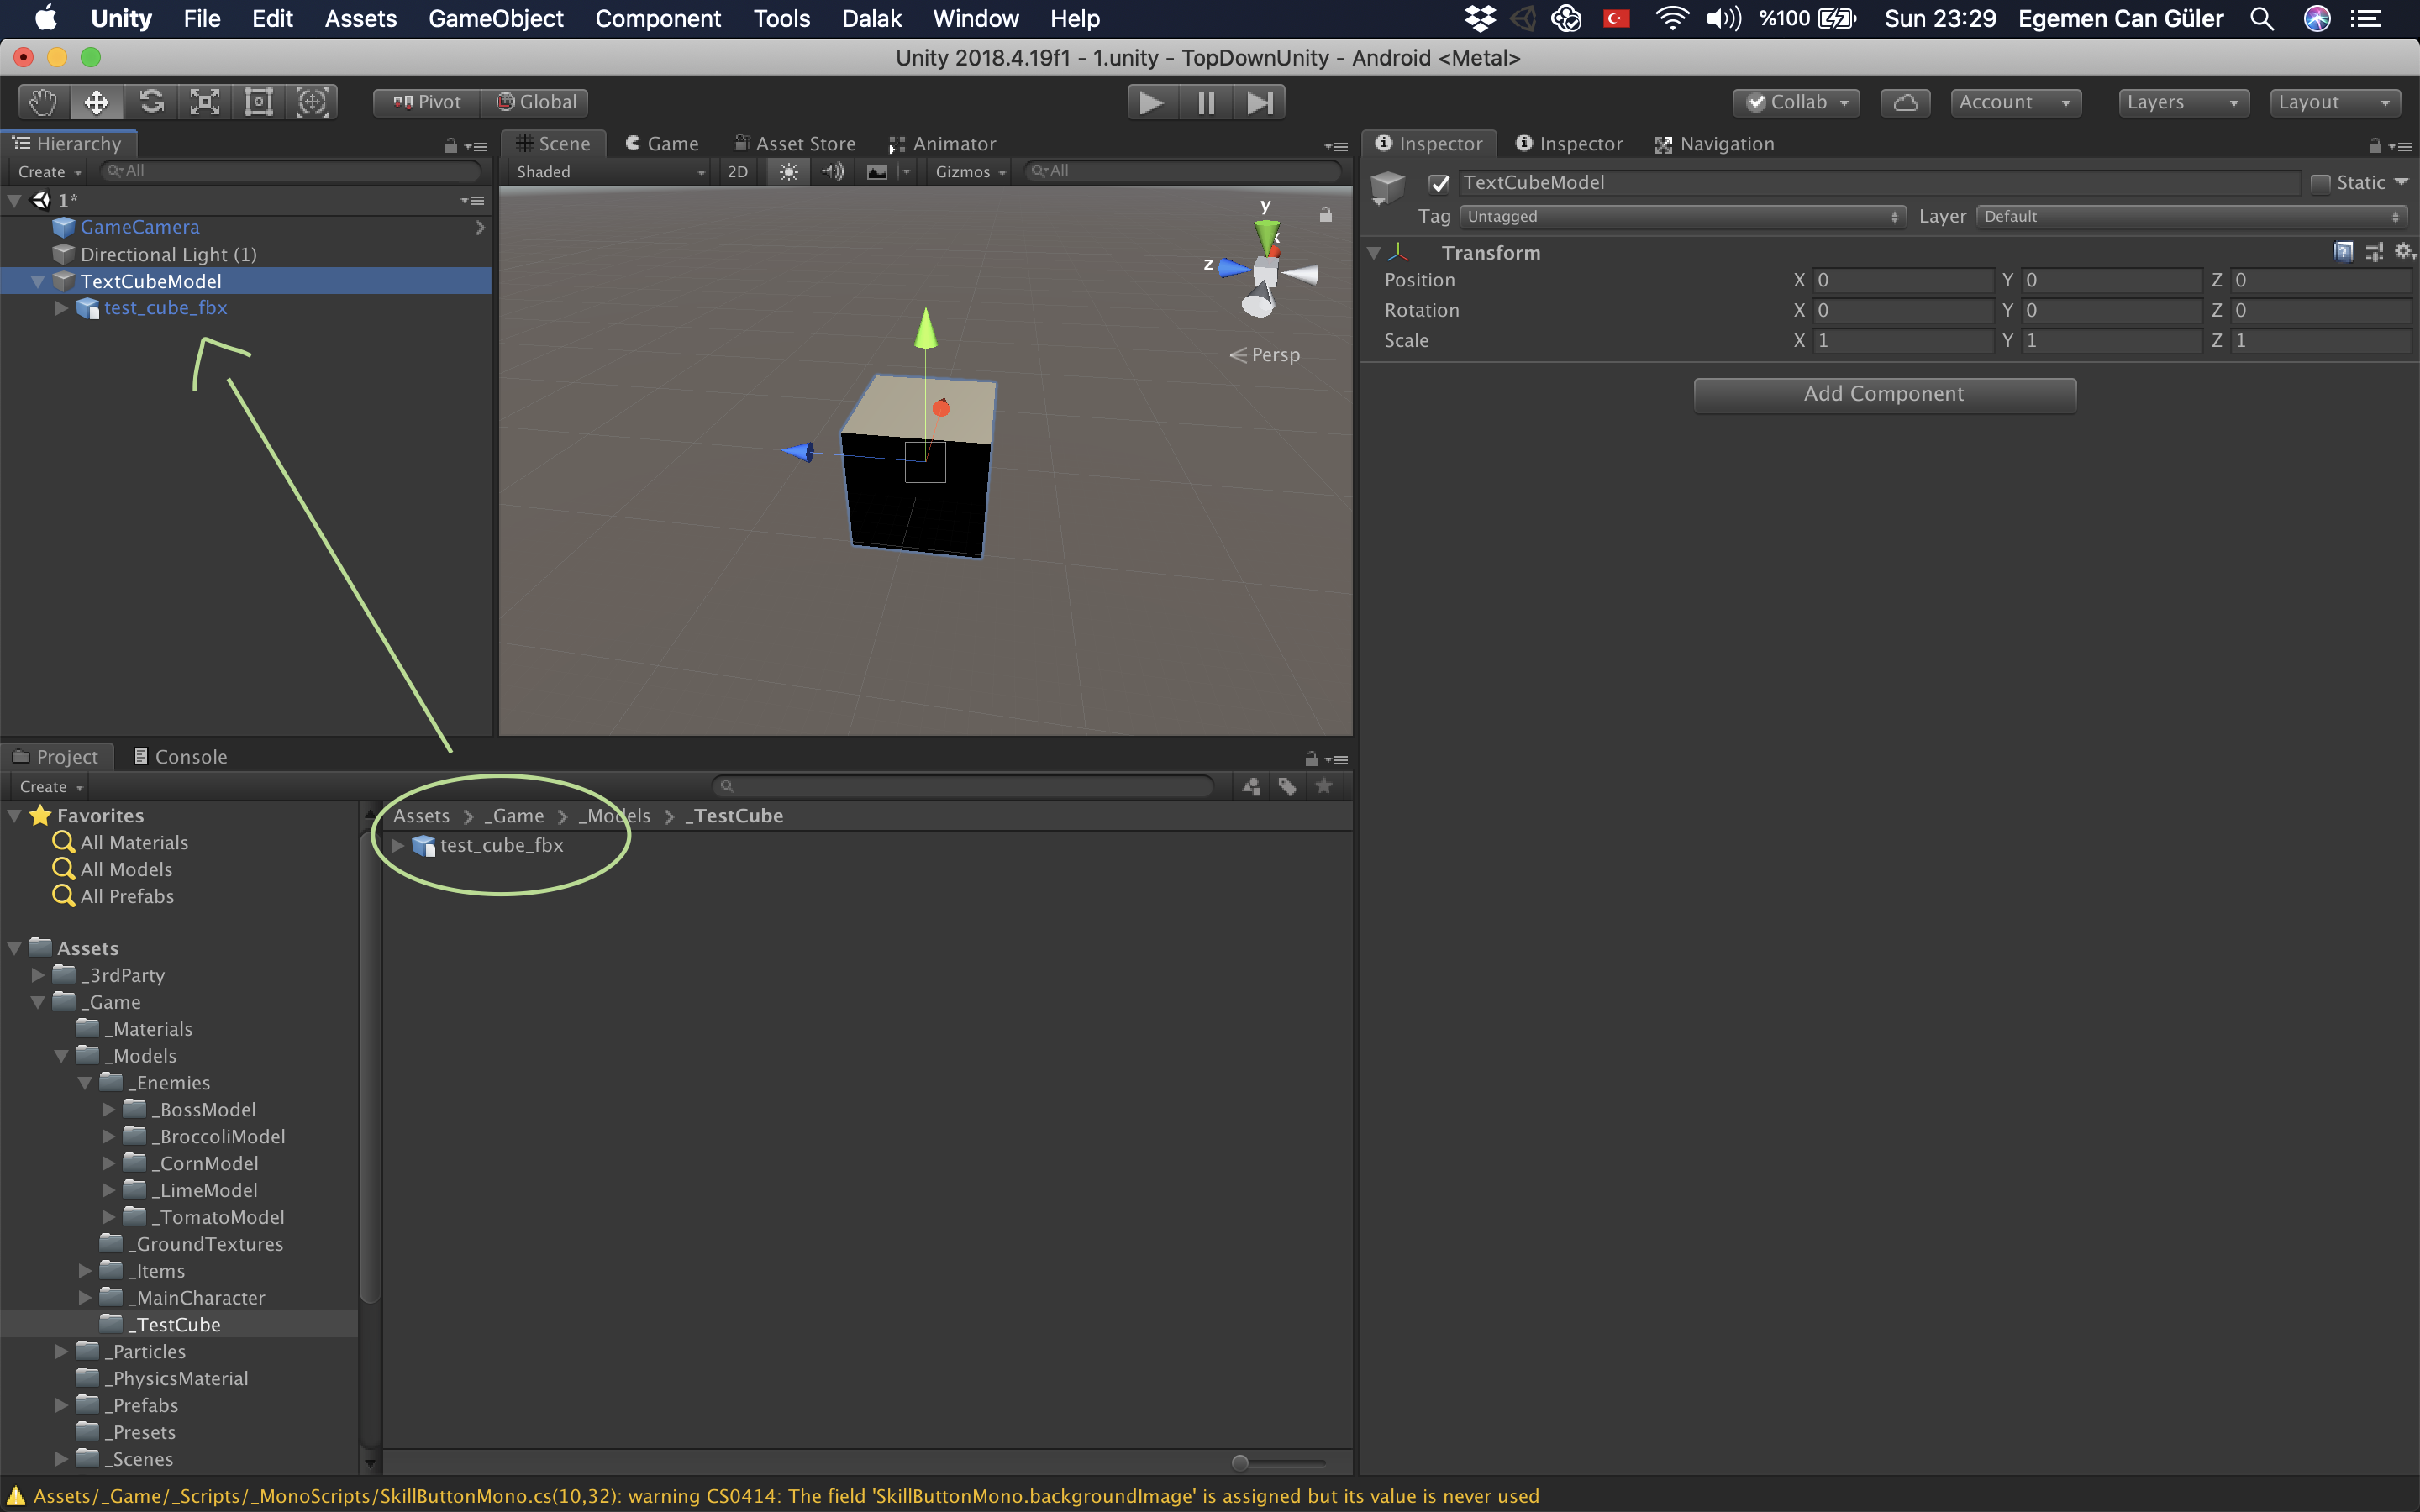 Unity File Edit Assets GameObject Component Tools Dalak Window Help %100 Sun 23:29 Egemen Can Güler
Unity 2018.4.19f1 - 1.unity - TopDownUnity - Android <Metal>
Pivot Global Collab Account Layers Layout
Hierarchy
Create All
1*
GameCamera
Directional Light (1)
TextCubeModel
test_cube_fbx
Scene Game Asset Store Animator
Shaded 2D Gizmos All
y
x
z
Persp
Inspector Inspector Navigation
TextCubeModel Static
Tag Untagged Layer Default
Transform
Position X 0 Y 0 Z 0
Rotation X 0 Y 0 Z 0
Scale X 1 Y 1 Z 1
Add Component
Project Console
Create
Favorites
All Materials
All Models
All Prefabs
Assets
_3rdParty
_Game
_Materials
_Models
_Enemies
_BossModel
_BroccoliModel
_CornModel
_LimeModel
_TomatoModel
_GroundTextures
_Items
_MainCharacter
_TestCube
_Particles
_PhysicsMaterial
_Prefabs
_Presets
_Scenes
Assets _Game _Models _TestCube
test_cube_fbx
Assets/_Game/_Scripts/_MonoScripts/SkillButtonMono.cs(10,32): warning CS0414: The field 'SkillButtonMono.backgroundImage' is assigned but its value is never used